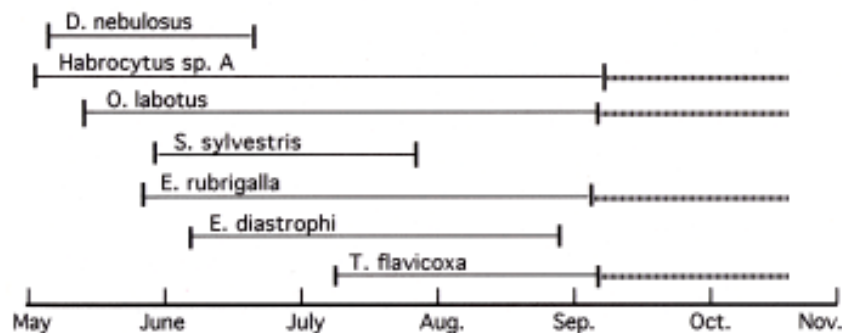 D. nebulosus
Habrocytus sp. A
O. labotus
S. sylvestris
E. rubrigalla
E. diastrophi
T. flavicoxa
May June July Aug. Sep. Oct. Nov.